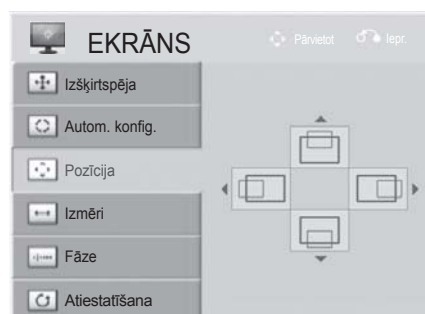 EKRĀNS
Pārvietot
Iepr.
Izšķirtspēja
Autom. konfig.
Pozīcija
Izmēri
Fāze
Atiestatīšana